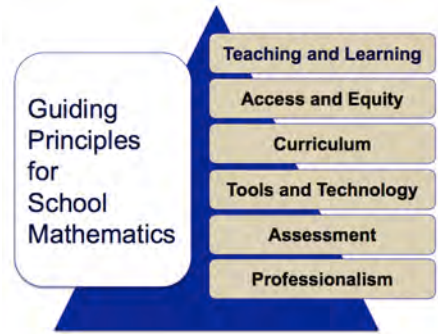 Guiding
Principles
for
School
Mathematics
Teaching and Learning
Access and Equity
Curriculum
Tools and Technology
Assessment
Professionalism